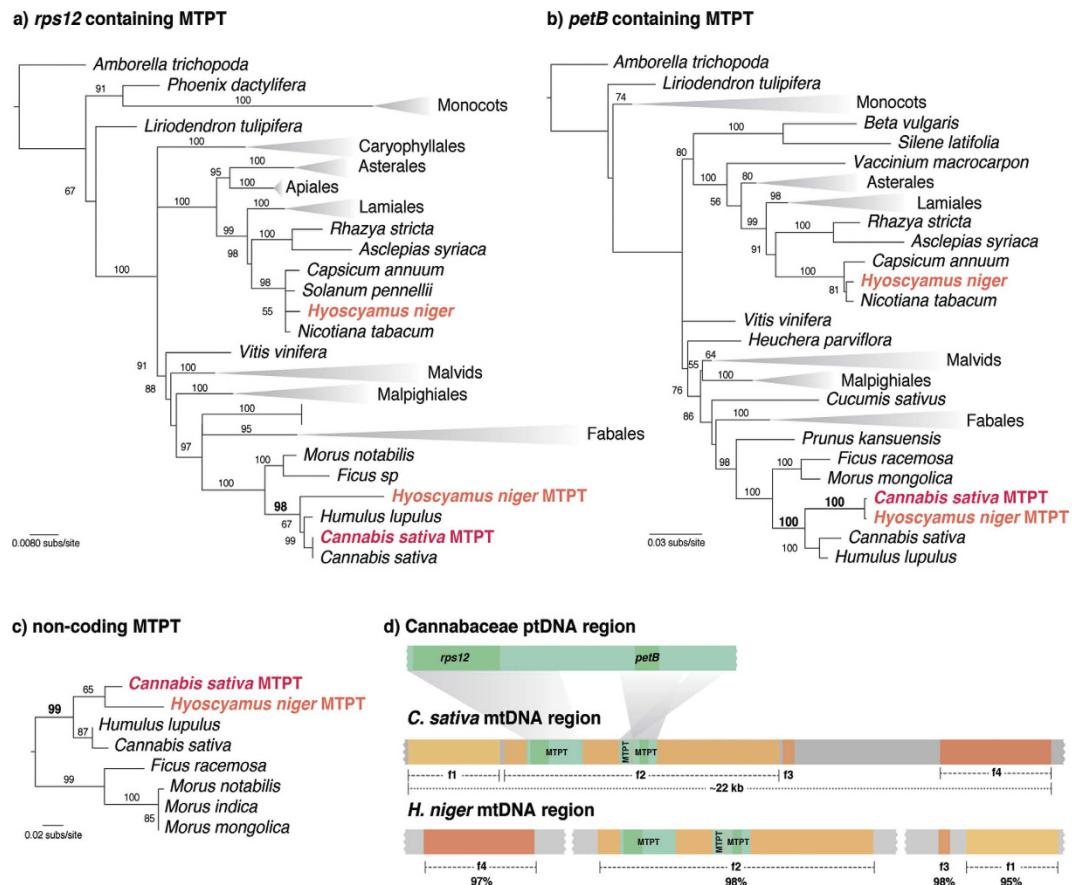 a) rps12 containing MTPT
Amborella trichopoda
91
Phoenix dactylifera
100
Monocots
67
Liriodendron tulipifera
100
Caryophyllales
95
100
Asterales
100
Apiales
100
99
100
Lamiales
98
100
Rhazya stricta
Asclepias syriaca
100
98
Capsicum annuum
Solanum pennellii
55
Hyoscyamus niger
Nicotiana tabacum
91
Vitis vinifera
88
100
Malvids
100
Malpighiales
97
100
95
Fabales
100
100
Morus notabilis
Ficus sp
98
Hyoscyamus niger MTPT
67
Humulus lupulus
99
Cannabis sativa MTPT
Cannabis sativa
0.0080 subs/site
b) petB containing MTPT
Amborella trichopoda
Liriodendron tulipifera
74
Monocots
80
100
Beta vulgaris
Silene latifolia
100
Vaccinium macrocarpon
56
80
Asterales
99
98
Lamiales
91
100
Rhazya stricta
Asclepias syriaca
100
Capsicum annuum
81
Hyoscyamus niger
Nicotiana tabacum
Vitis vinifera
Heuchera parviflora
76
55
64
Malvids
100
Malpighiales
86
Cucumis sativus
100
Fabales
98
Prunus kansuensis
100
100
Ficus racemosa
Morus mongolica
100
100
Cannabis sativa MTPT
Hyoscyamus niger MTPT
100
Cannabis sativa
Humulus lupulus
0.03 subs/site
c) non-coding MTPT
99
65
Cannabis sativa MTPT
Hyoscyamus niger MTPT
87
Humulus lupulus
Cannabis sativa
99
Ficus racemosa
100
Morus notabilis
85
Morus indica
Morus mongolica
0.02 subs/site
d) Cannabaceae ptDNA region
rps12 petB
C. sativa mtDNA region
MTPT MTPT MTPT
f1 f2 f3 f4
~22 kb
H. niger mtDNA region
MTPT MTPT MTPT
f4 f2 f3 f1
97% 98% 98% 95%